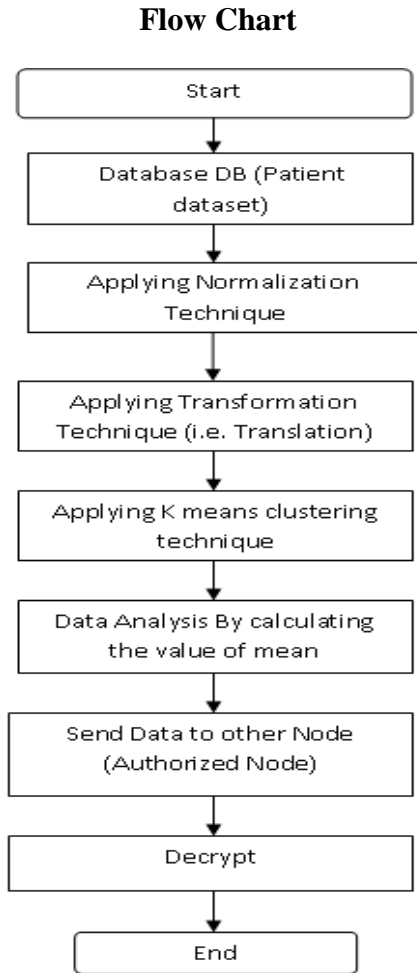 Flow Chart
Start
Database DB (Patient
dataset)
Applying Normalization
Technique
Applying Transformation
Technique (i.e. Translation)
Applying K means clustering
technique
Data Analysis By calculating
the value of mean
Send Data to other Node
(Authorized Node)
Decrypt
End